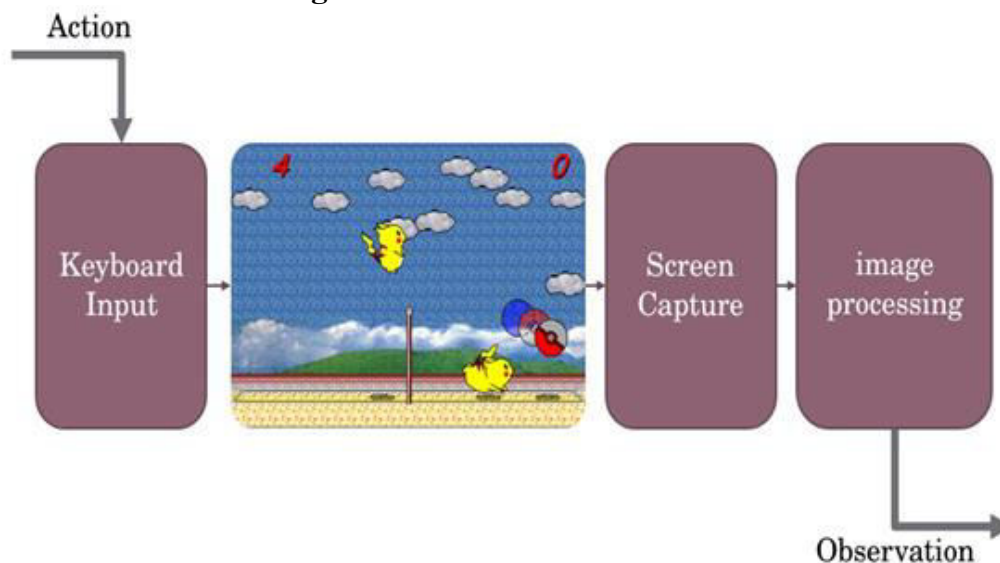 Action
4 0
Keyboard
Input
Screen
Capture
image
processing
Observation